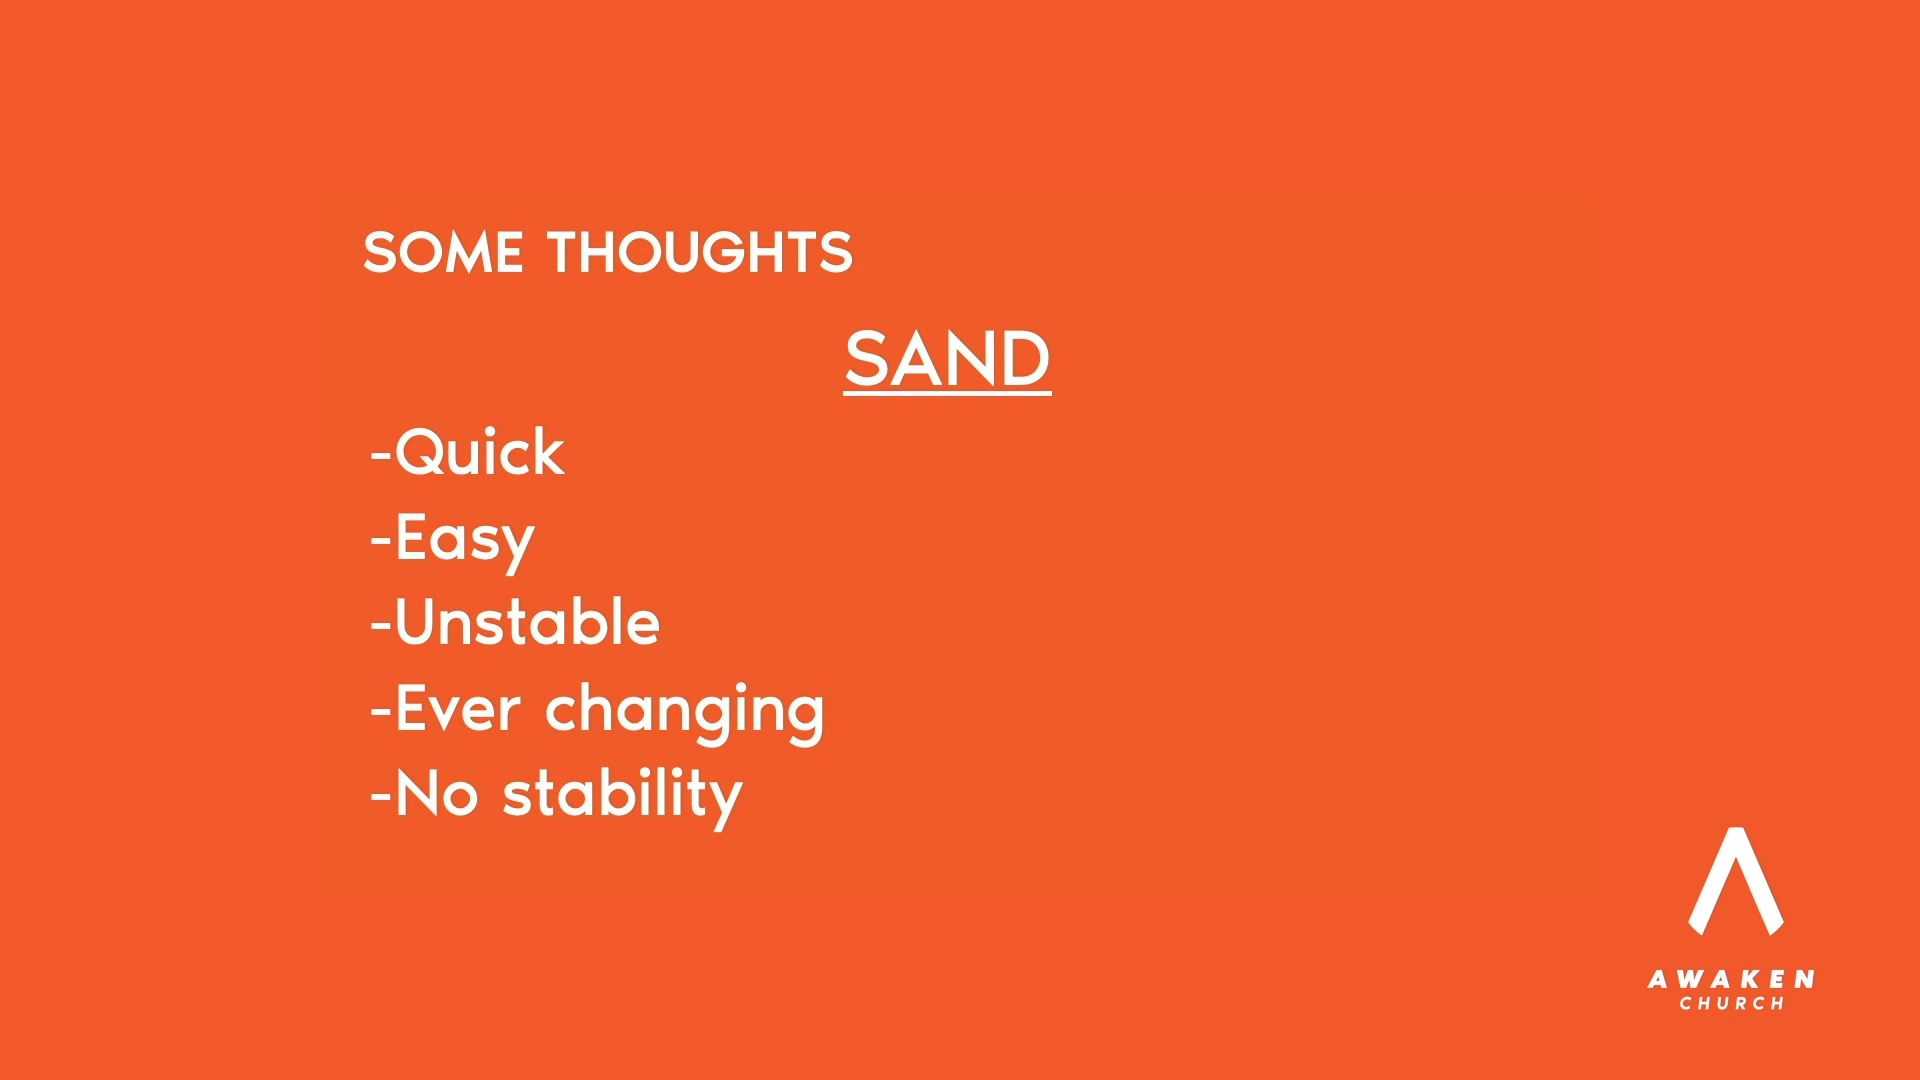 SOME THOUGHTS
SAND
-Quick
-Easy
-Unstable
-Ever changing
-No stability
AWAKEN
CHURCH